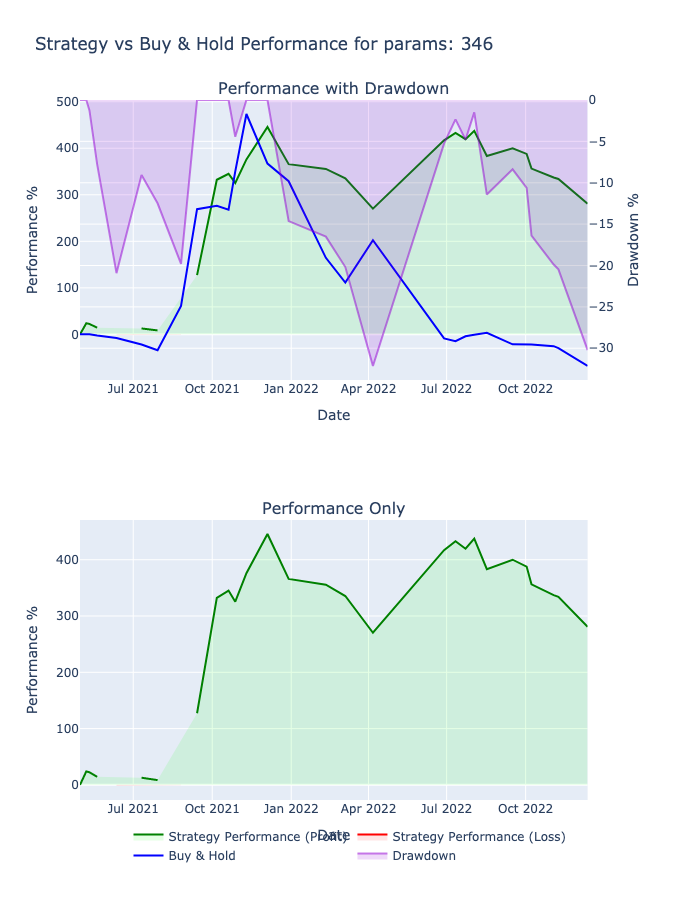 Strategy vs Buy & Hold Performance for params: 346
Performance with Drawdown
500
400
300
200
100
0
Performance %
0
−5
−10
−15
−20
−25
−30
Drawdown %
Jul 2021 Oct 2021 Jan 2022 Apr 2022 Jul 2022 Oct 2022
Date
Performance Only
400
300
200
100
0
Performance %
Jul 2021 Oct 2021 Jan 2022 Apr 2022 Jul 2022 Oct 2022
Date
Strategy Performance (Profit) Strategy Performance (Loss)
Buy & Hold Drawdown